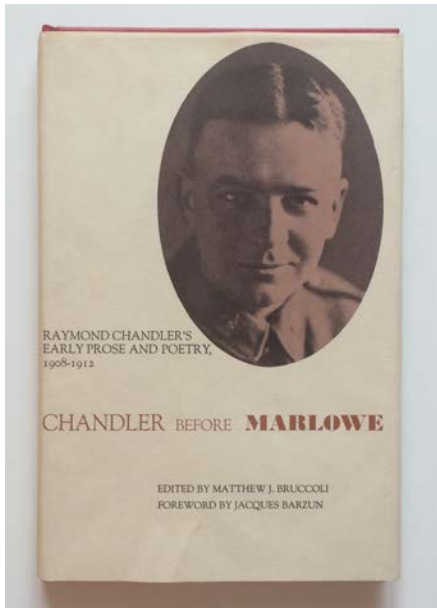 RAYMOND CHANDLER'S
EARLY PROSE AND POETRY,
1908-1912
CHANDLER BEFORE MARLOWE
EDITED BY MATTHEW J. BRUCCOLI
FOREWORD BY JACQUES BARZUN